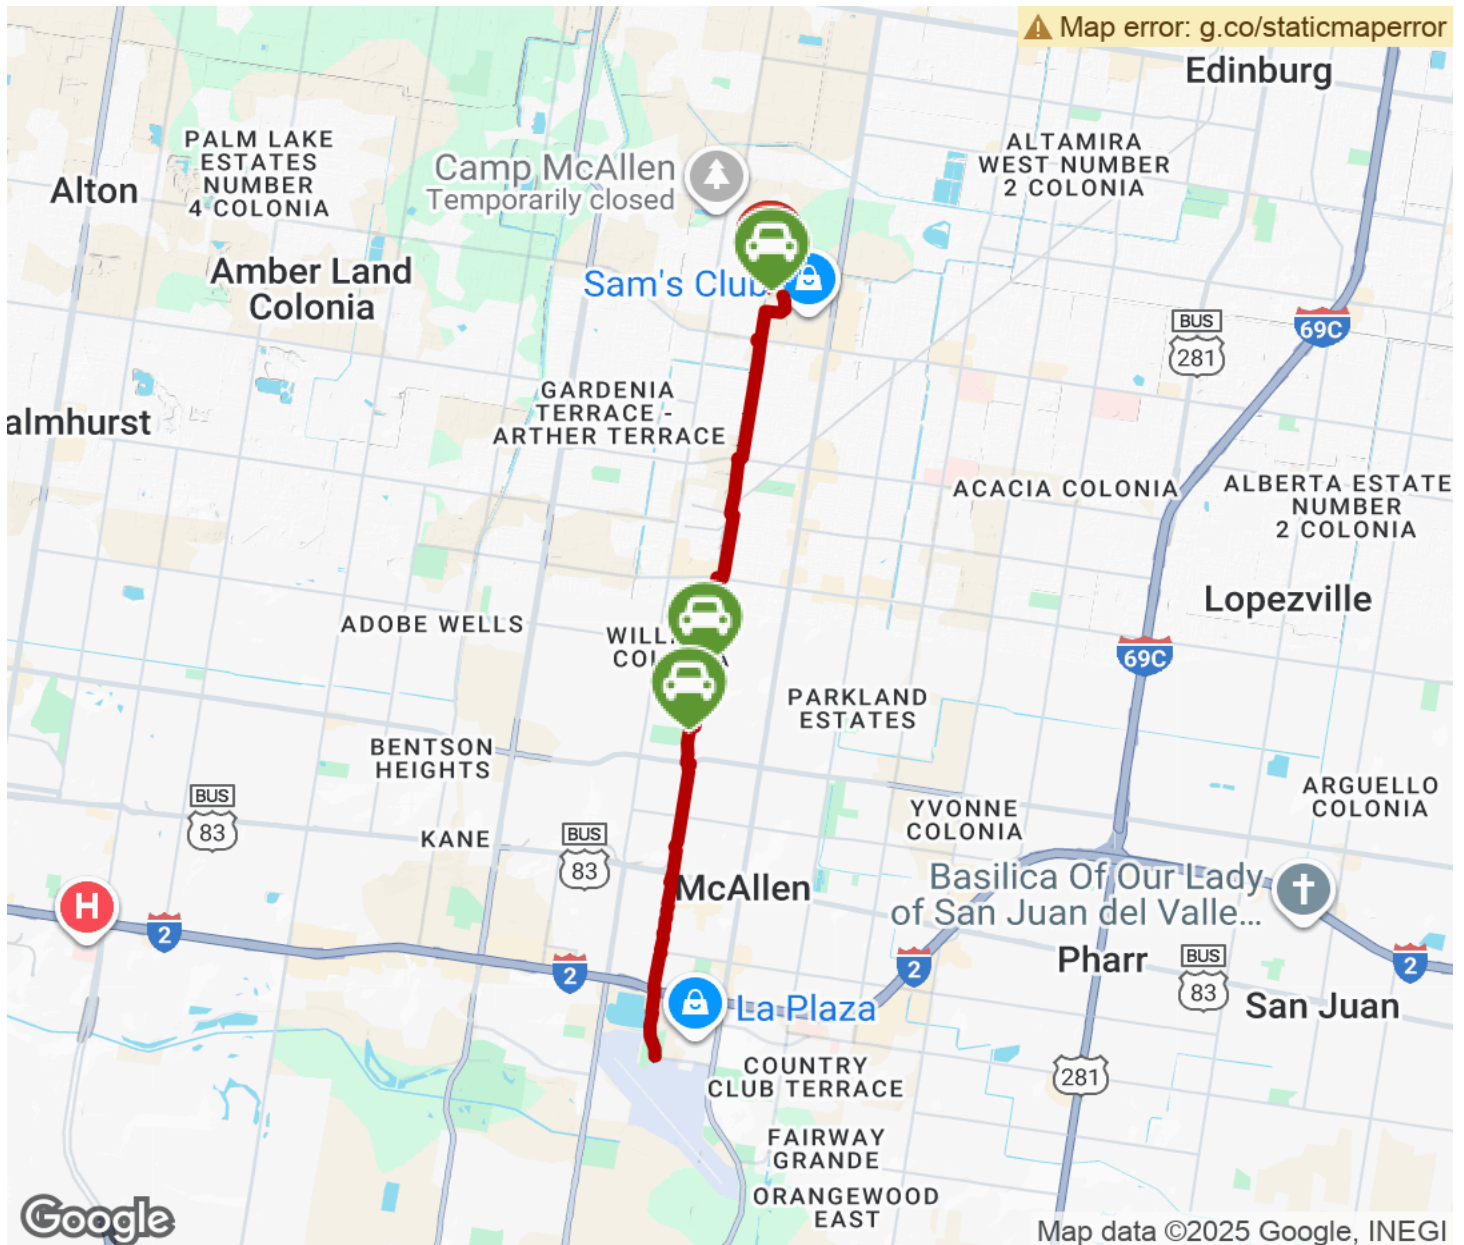 Map error: g.co/staticmaperror
Edinburg
PALM LAKE
ESTATES
NUMBER
4 COLONIA
ALTAMIRA
WEST NUMBER
2 COLONIA
Camp McAllen
Temporarily closed
Alton
Amber Land
Colonia
Sam's Club
BUS
281
69C
GARDENIA
TERRACE -
ARTHER TERRACE
almhurst
ACACIA COLONIA
ALBERTA ESTATE
NUMBER
2 COLONIA
Lopezville
ADOBE WELLS
69C
PARKLAND
ESTATES
BENTSON
HEIGHTS
BUS
83
KANE
BUS
83
YVONNE
COLONIA
ARGUELLO
COLONIA
McAllen
Basilica Of Our Lady
of San Juan del Valle...
H
2
2
2
2
Pharr
BUS
83
San Juan
La Plaza
COUNTRY
CLUB TERRACE
281
FAIRWAY
GRANDE
ORANGEWOOD
EAST
Google
Map data ©2025 Google, INEGI